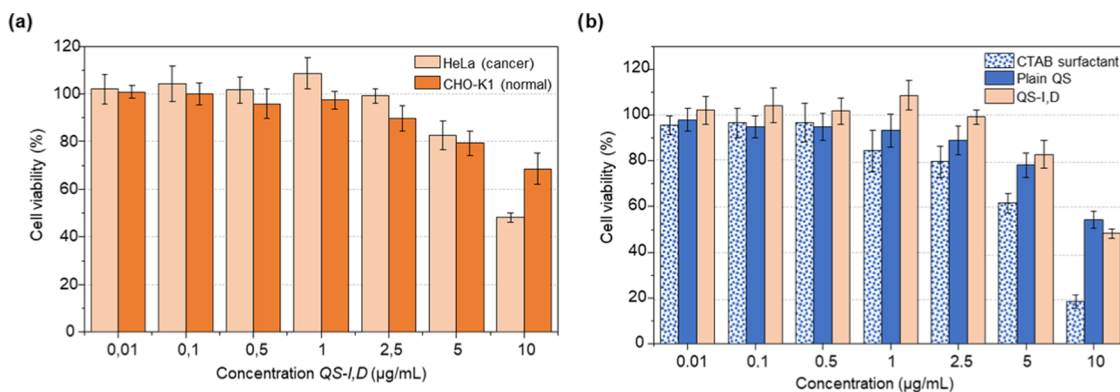 (a)
120
100
80
60
40
20
0
Cell viability (%)
HeLa (cancer)
CHO-K1 (normal)
0,01 0,1 0,5 1 2,5 5 10
Concentration QS-I,D (µg/mL)
(b)
120
100
80
60
40
20
0
Cell viability (%)
CTAB surfactant
Plain QS
QS-I,D
0.01 0.1 0.5 1 2.5 5 10
Concentration (µg/mL)